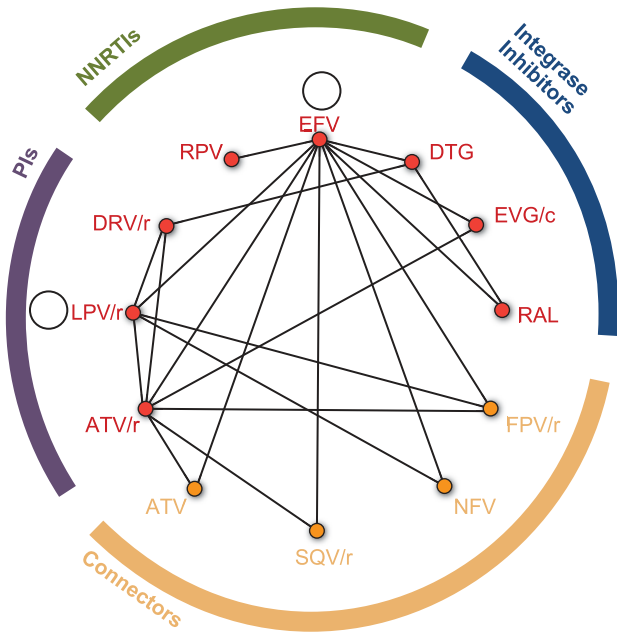 NNRTIs
Integrase
Inhibitors
PIs
EFV
RPV
DTG
DRV/r
EVG/c
LPV/r
RAL
ATV/r
FPV/r
ATV
NFV
SQV/r
Connectors